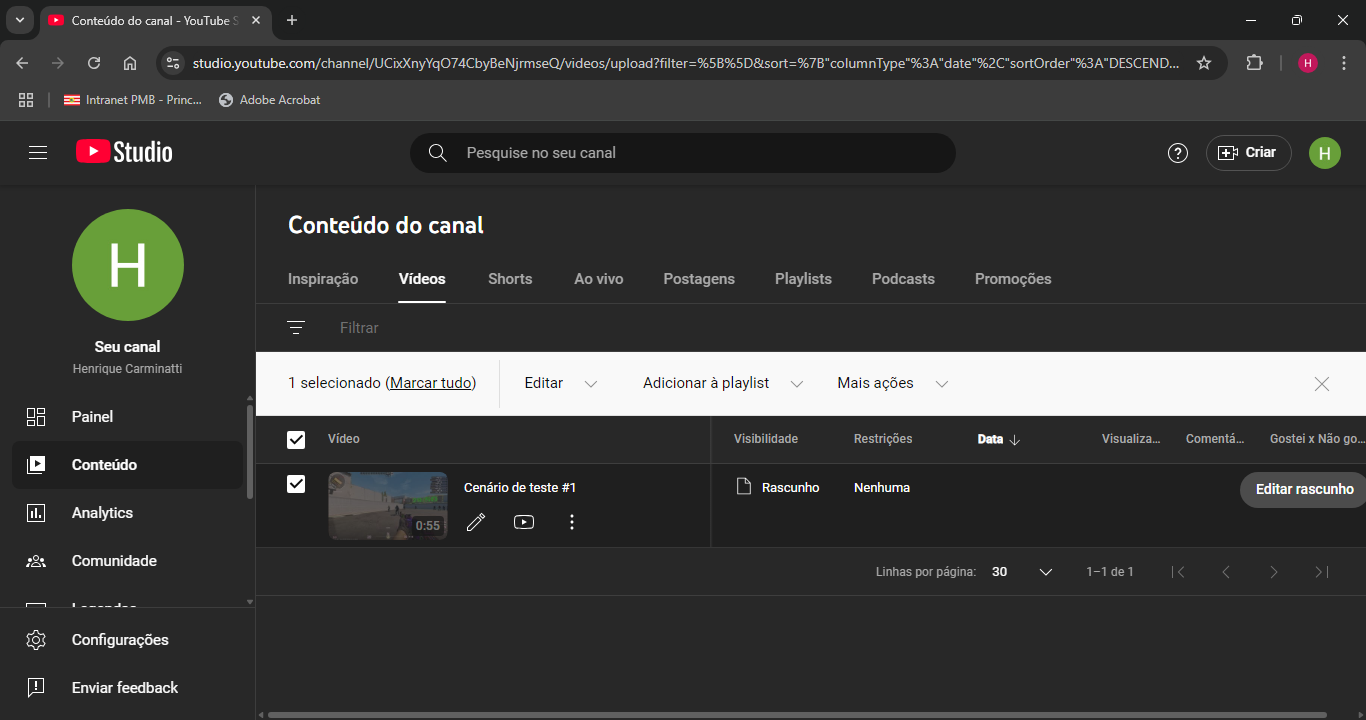 Conteúdo do canal - YouTube S
studio.youtube.com/channel/UCixXnyYqO74CbyBeNjrmseQ/videos/upload?filter=%5B%5D&sort=%7B"columnType"%3A"date"%2C"sortOrder"%3A"DESCEND...
H
Intranet PMB - Princ...
Adobe Acrobat
Studio
Pesquise no seu canal
Criar
H
H
Seu canal
Henrique Carminatti
Painel
Conteúdo
Analytics
Comunidade
Legendas
Configurações
Enviar feedback
Conteúdo do canal
Inspiração Vídeos Shorts Ao vivo Postagens Playlists Podcasts Promoções
Filtrar
1 selecionado (Marcar tudo) Editar Adicionar à playlist Mais ações
Vídeo Visibilidade Restrições Data Visualiza... Comentá... Gostei x Não go...
Cenário de teste #1 Rascunho Nenhuma Editar rascunho
0:55
Linhas por página: 30 1–1 de 1